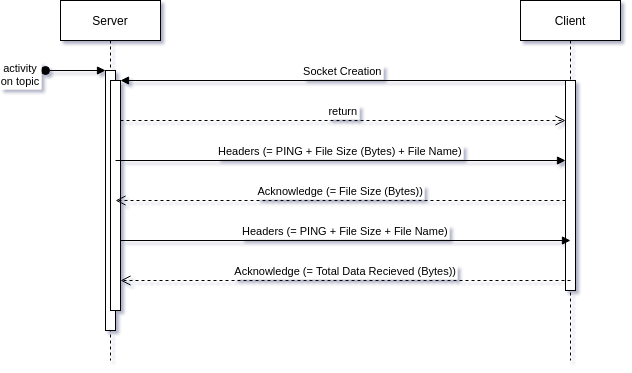 Server
Client
activity
on topic
Socket Creation
return
Headers (= PING + File Size (Bytes) + File Name)
Acknowledge (= File Size (Bytes))
Headers (= PING + File Size + File Name)
Acknowledge (= Total Data Recieved (Bytes))